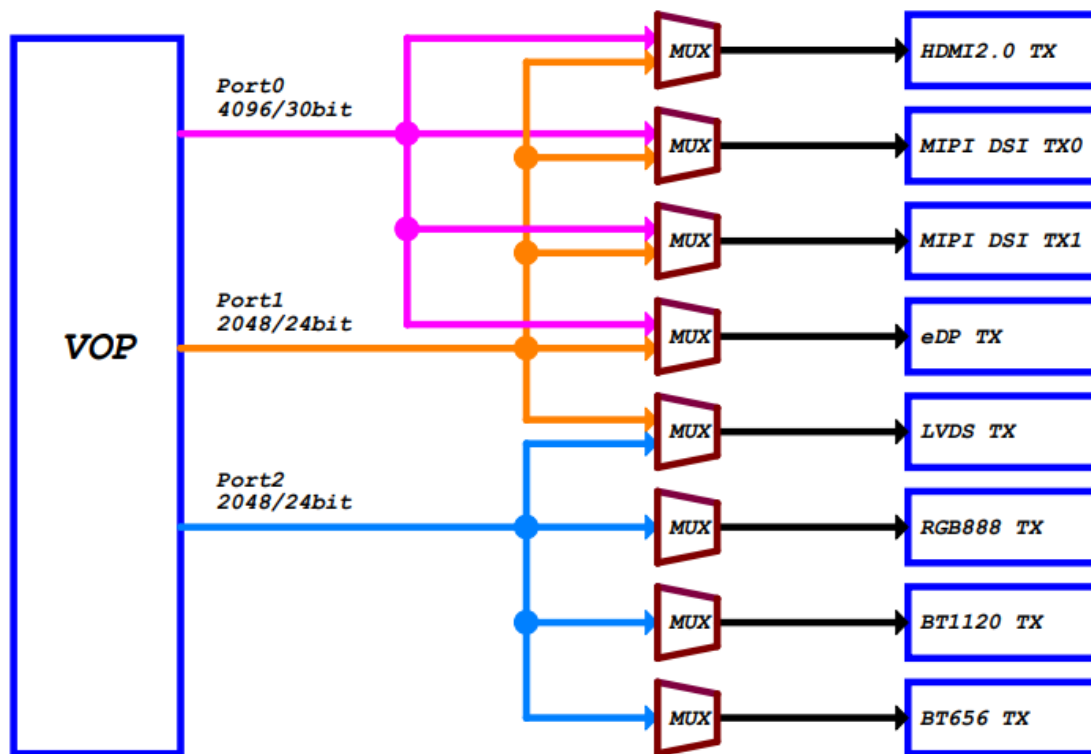 MUX
HDMI2.0 TX
Port0
4096/30bit
MUX
MIPI DSI TX0
MUX
MIPI DSI TX1
Port1
2048/24bit
VOP
MUX
eDP TX
MUX
LVDS TX
Port2
2048/24bit
MUX
RGB888 TX
MUX
BT1120 TX
MUX
BT656 TX